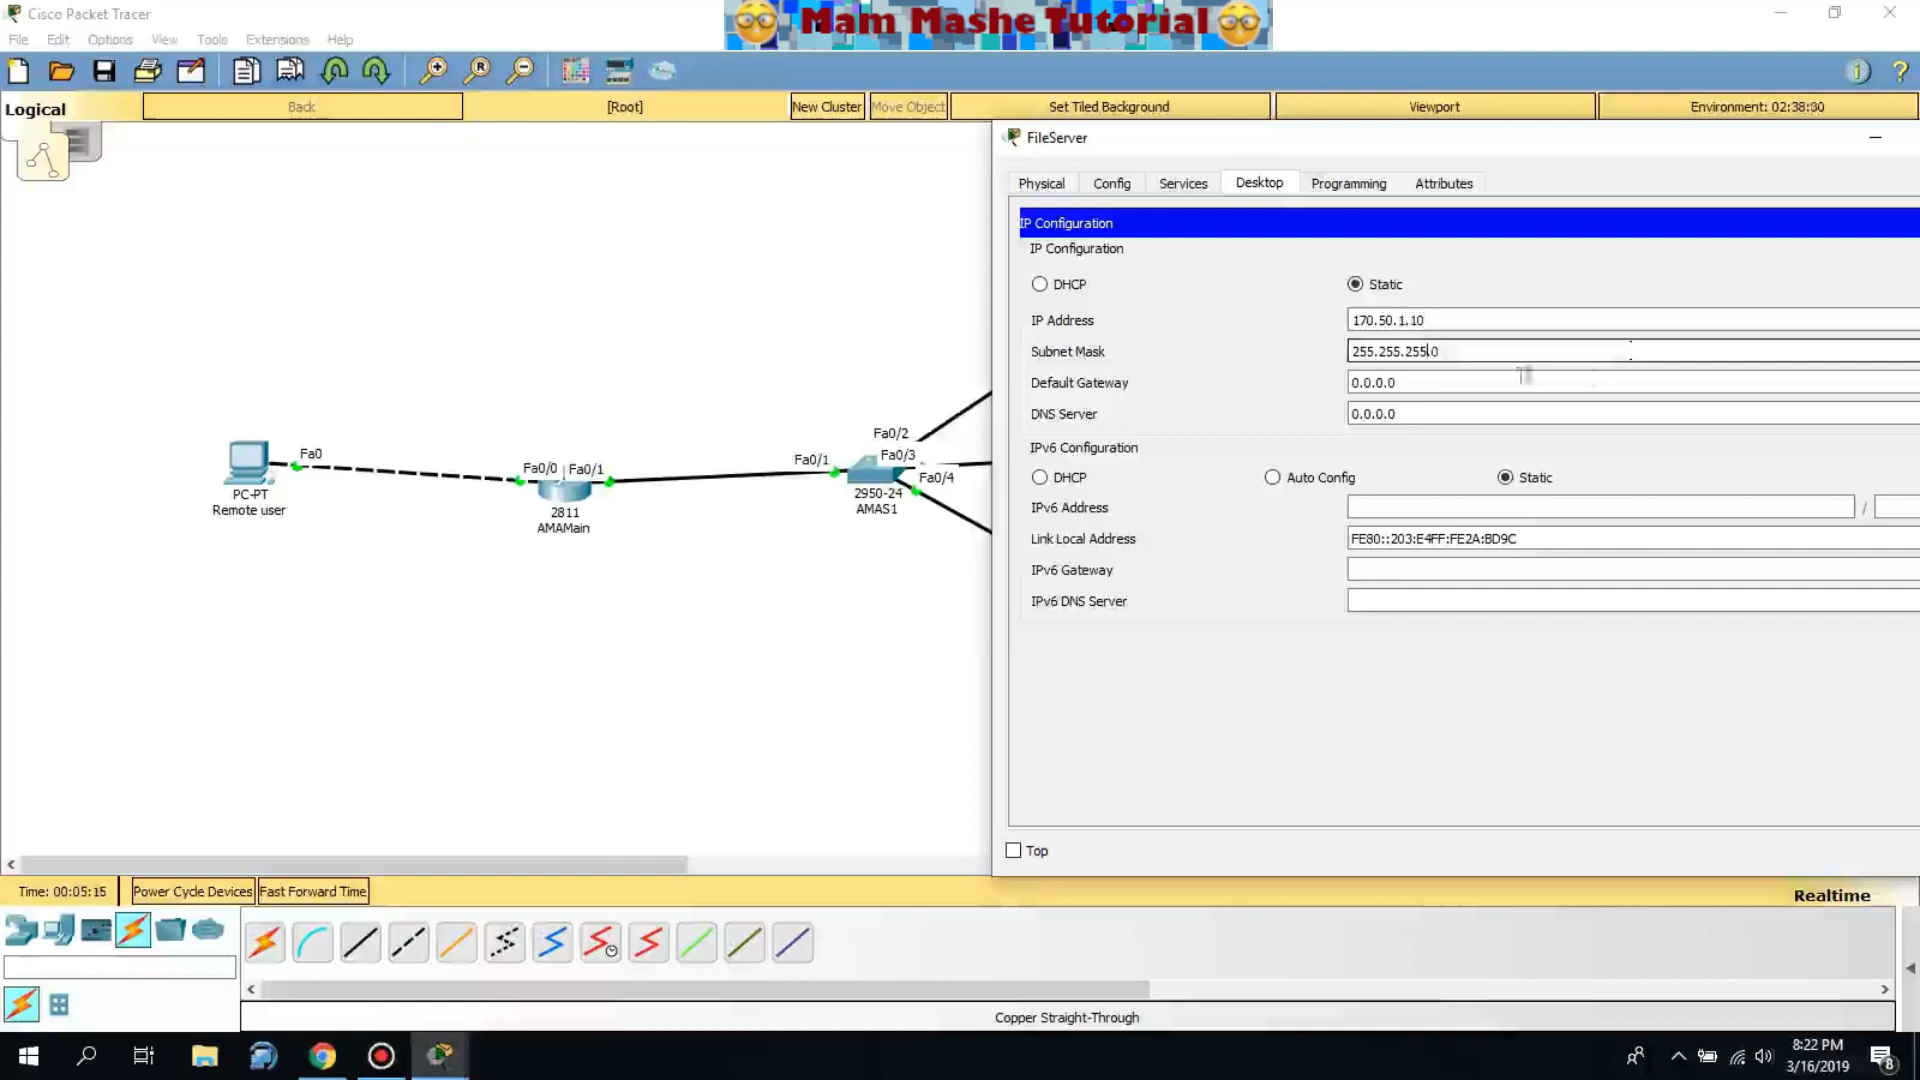 Cisco Packet Tracer
Mam Mashe Tutorial
File Edit Options View Tools Extensions Help
Logical
Back
[Root]
New Cluster
Move Object
Set Tiled Background
Viewport
Environment: 02:38:30
FileServer
Physical Config Services Desktop Programming Attributes
IP Configuration
IP Configuration
DHCP
Static
IP Address
170.50.1.10
Subnet Mask
255.255.255.0
Default Gateway
0.0.0.0
DNS Server
0.0.0.0
IPv6 Configuration
DHCP
Auto Config
Static
IPv6 Address
/
Link Local Address
FE80::203:E4FF:FE2A:BD9C
IPv6 Gateway
IPv6 DNS Server
Top
Fa0
PC-PT
Remote user
Fa0/0
Fa0/1
2811
AMAMain
Fa0/1
Fa0/2
Fa0/3
Fa0/4
2950-24
AMAS1
Time: 00:05:15
Power Cycle Devices
Fast Forward Time
Realtime
Copper Straight-Through
8:22 PM
3/16/2019
8